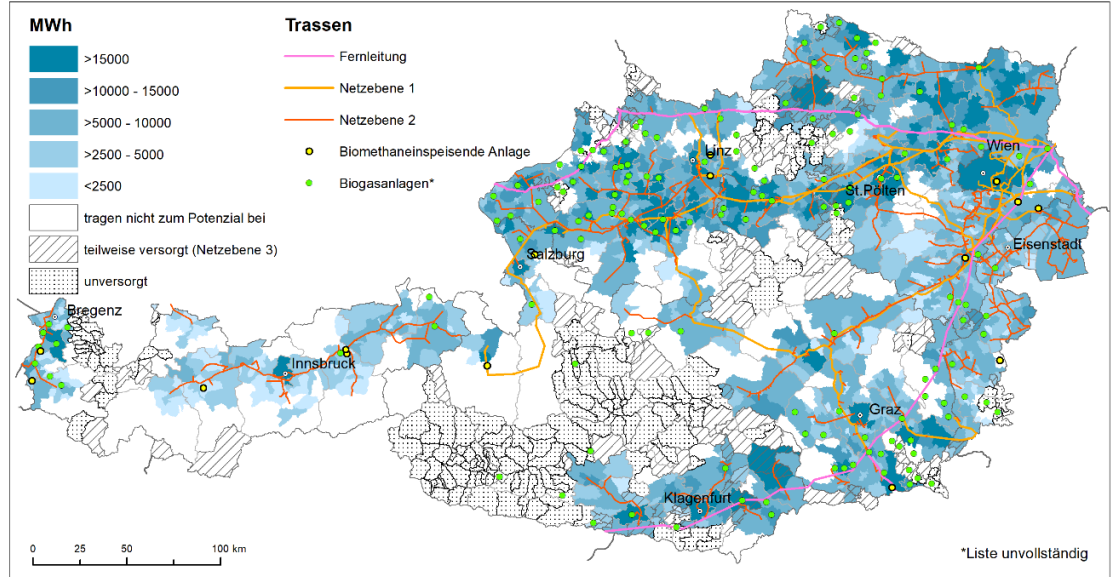 MWh
>15000
>10000 - 15000
>5000 - 10000
>2500 - 5000
<2500
tragen nicht zum Potenzial bei
teilweise versorgt (Netzebene 3)
unversorgt
Trassen
Fernleitung
Netzebene 1
Netzebene 2
Biomethaneinspeisende Anlage
Biogasanlagen*
Linz
Wien
St.Pölten
Eisenstadt
Salzburg
Bregenz
Innsbruck
Graz
Klagenfurt
0 25 50 100 km
*Liste unvollständig